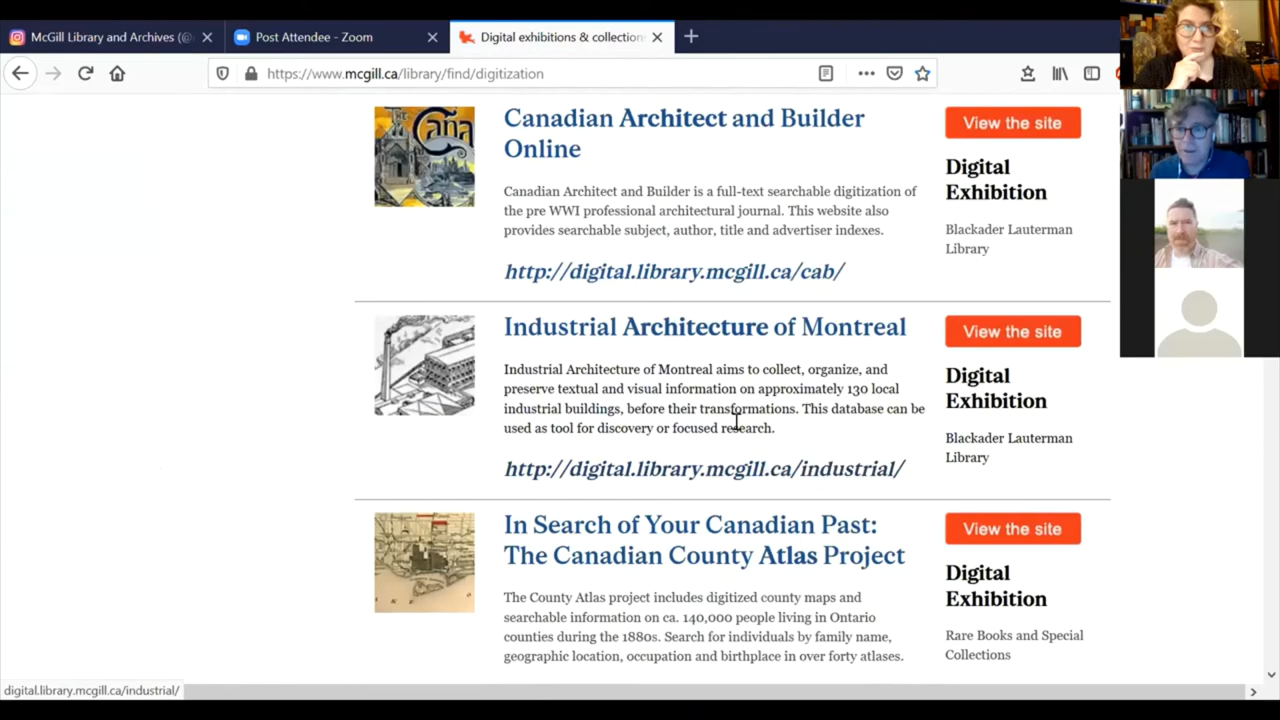 McGill Library and Archives (@
Post Attendee - Zoom
Digital exhibitions & collection
https://www.mcgill.ca/library/find/digitization
The
Cana
Canadian Architect and Builder
Online
Canadian Architect and Builder is a full-text searchable digitization of
the pre WWI professional architectural journal. This website also
provides searchable subject, author, title and advertiser indexes.
http://digital.library.mcgill.ca/cab/
View the site
Digital
Exhibition
Blackader Lauterman
Library
Industrial Architecture of Montreal
Industrial Architecture of Montreal aims to collect, organize, and
preserve textual and visual information on approximately 130 local
industrial buildings, before their transformations. This database can be
used as tool for discovery or focused research.
http://digital.library.mcgill.ca/industrial/
View the site
Digital
Exhibition
Blackader Lauterman
Library
In Search of Your Canadian Past:
The Canadian County Atlas Project
The County Atlas project includes digitized county maps and
searchable information on ca. 140,000 people living in Ontario
counties during the 1880s. Search for individuals by family name,
geographic location, occupation and birthplace in over forty atlases.
View the site
Digital
Exhibition
Rare Books and Special
Collections
digital.library.mcgill.ca/industrial/